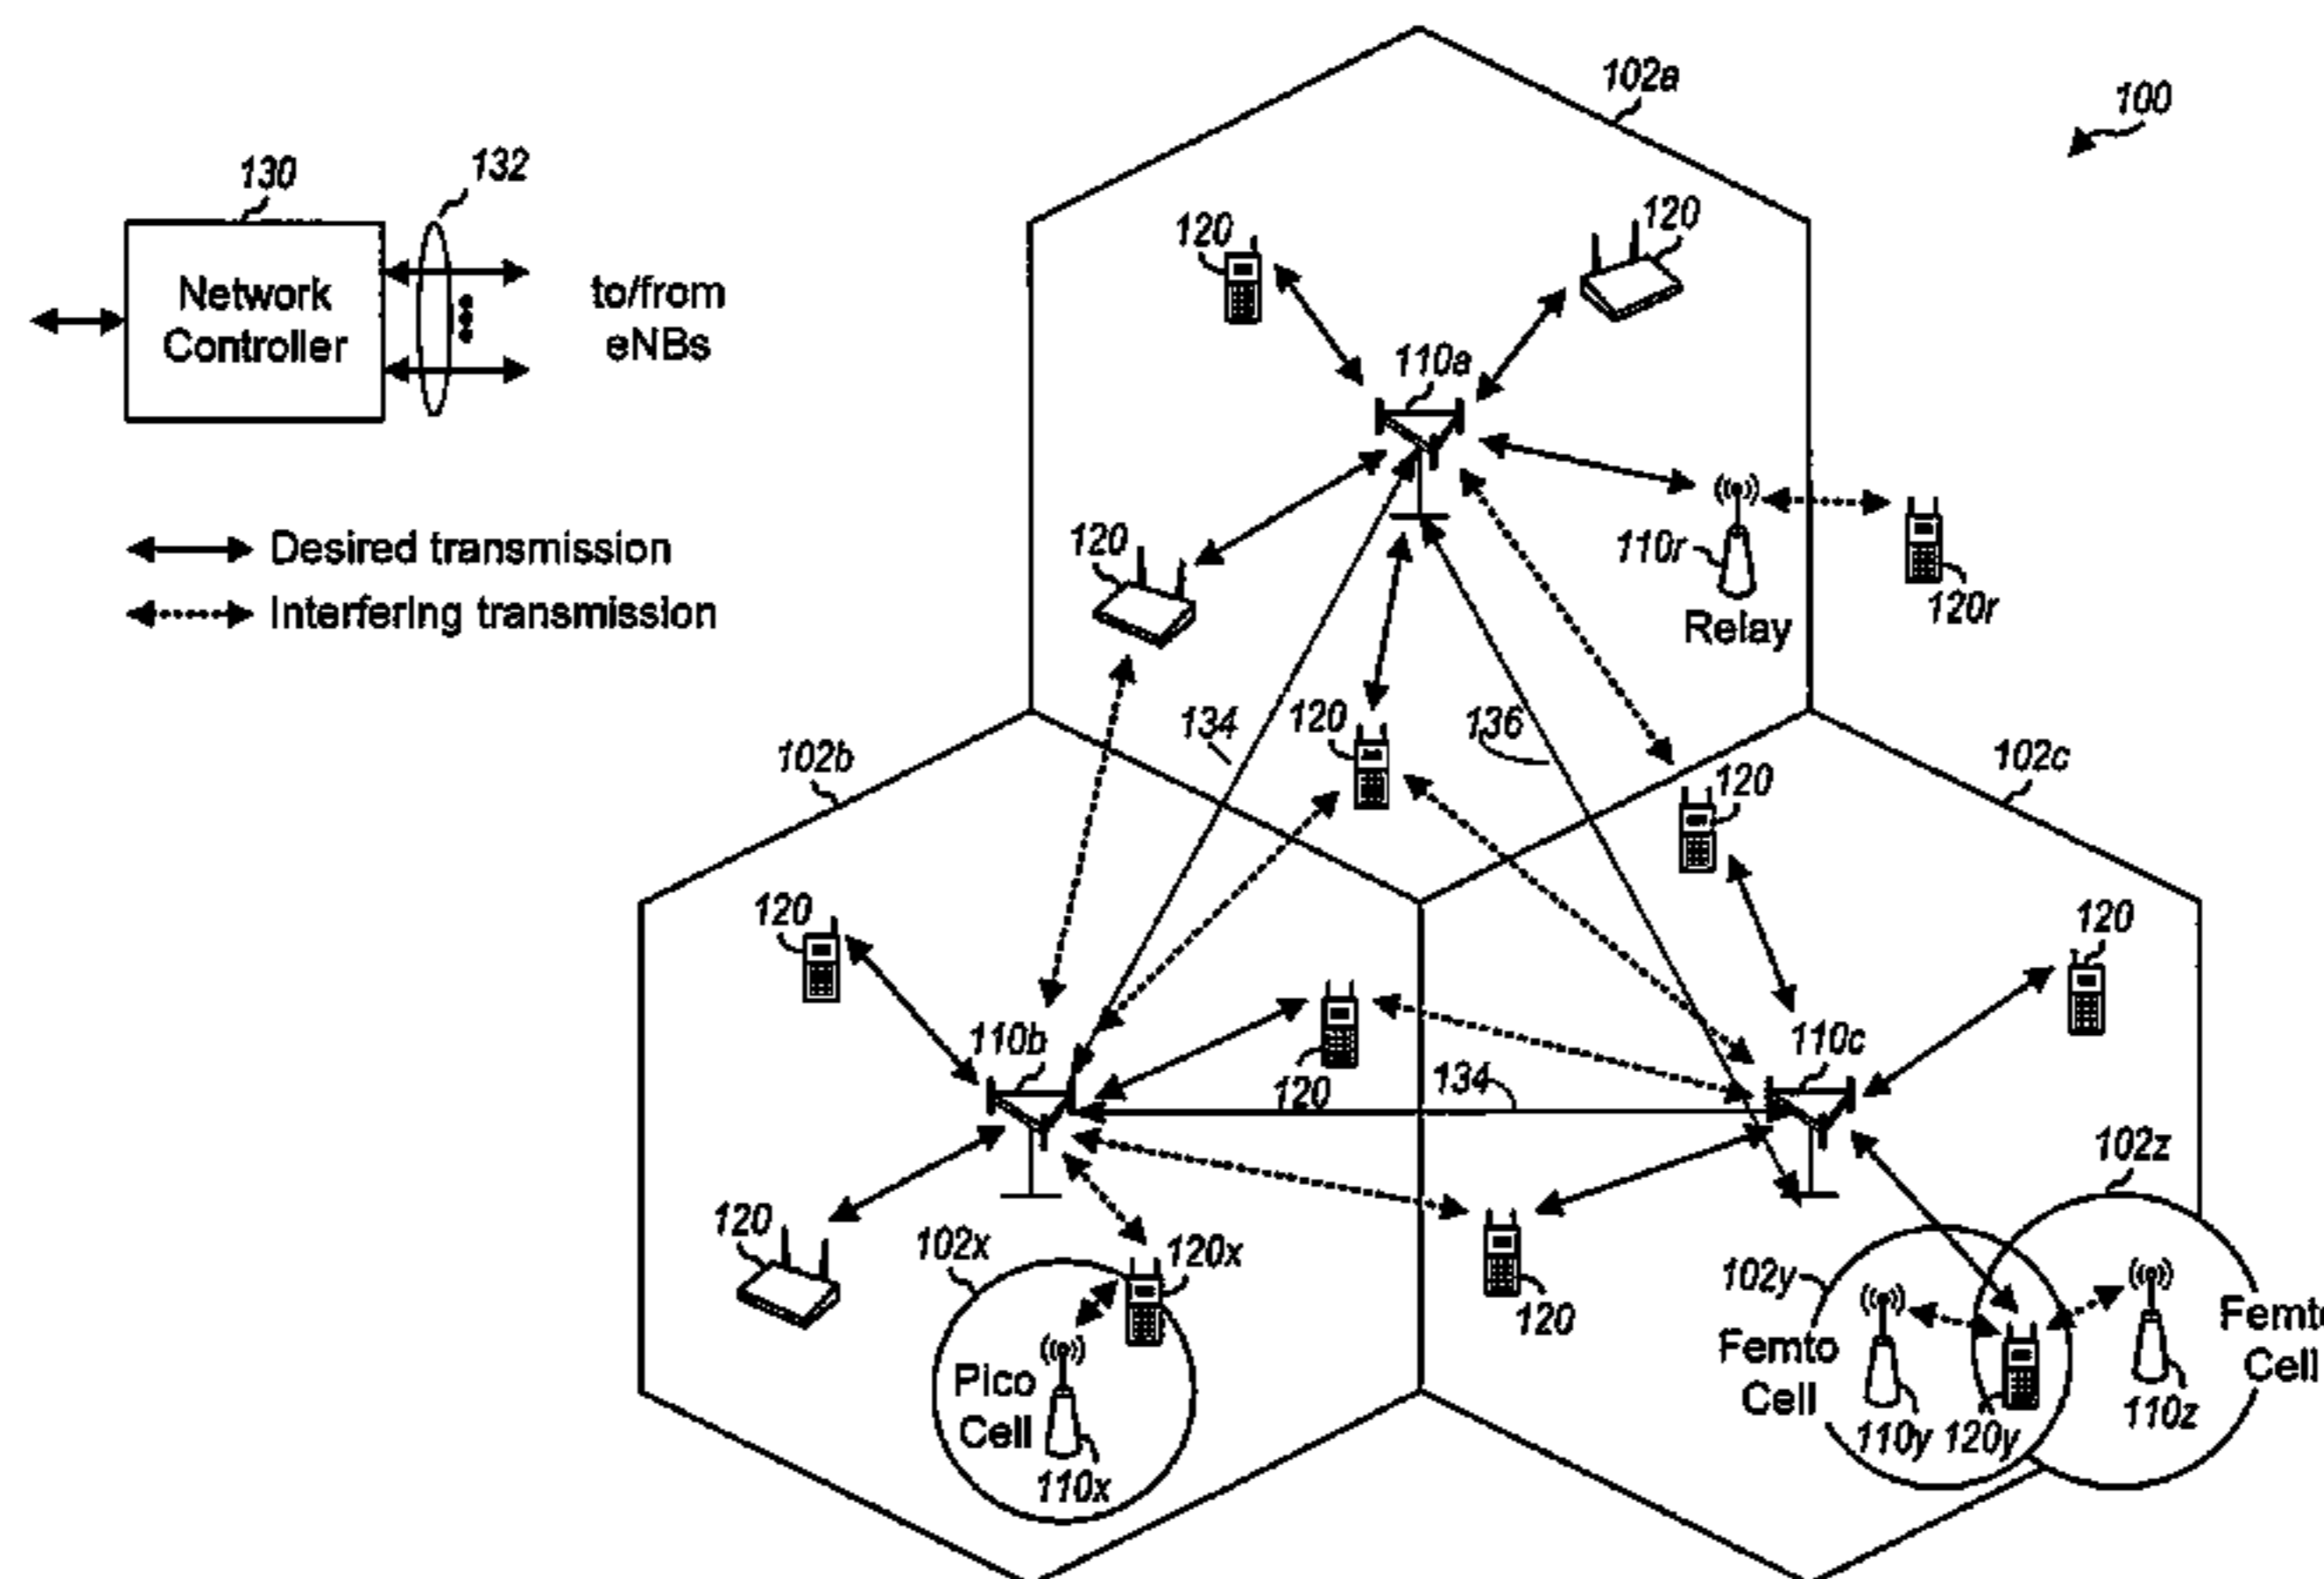 102a
100
130
132
120
120
Network
Controller
to/from
eNBs
110a
Desired transmission
Interfering transmission
120
110r
Relay
120r
134
120
136
102b
120
102c
120
120
110b
120
134
110c
102z
120
102x
120x
120
102y
Femto
Cell
Femto
Cell
Pico
Cell
110x
110y
120y
110z